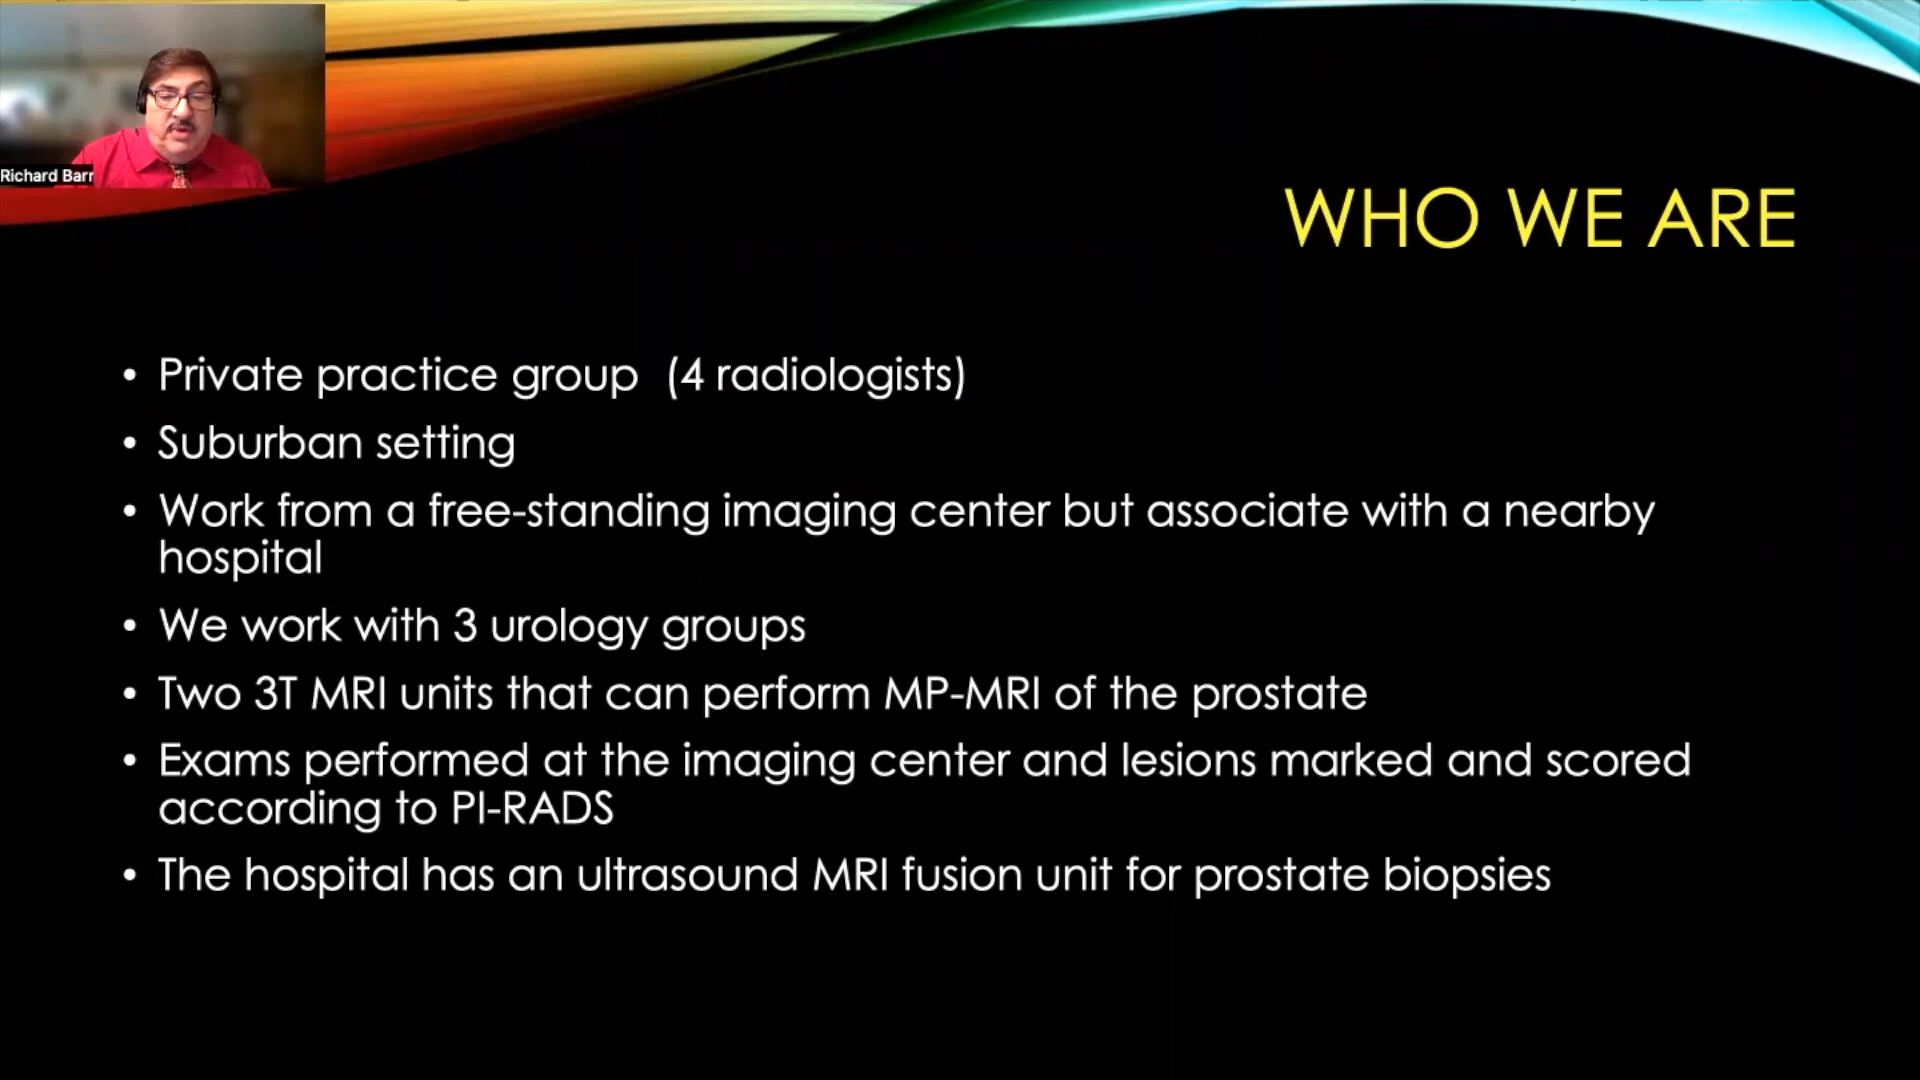 Richard Barr
WHO WE ARE
• Private practice group (4 radiologists)
• Suburban setting
• Work from a free-standing imaging center but associate with a nearby
hospital
• We work with 3 urology groups
• Two 3T MRI units that can perform MP-MRI of the prostate
• Exams performed at the imaging center and lesions marked and scored
according to PI-RADS
• The hospital has an ultrasound MRI fusion unit for prostate biopsies